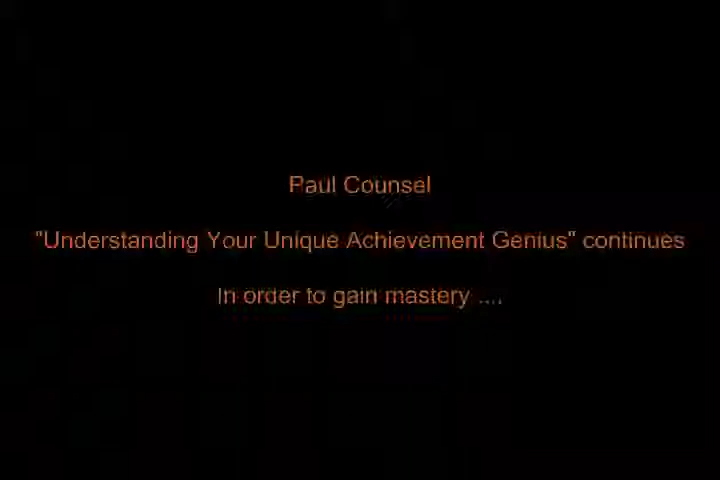 Paul Counsel
"Understanding Your Unique Achievement Genius" continues
In order to gain mastery ....